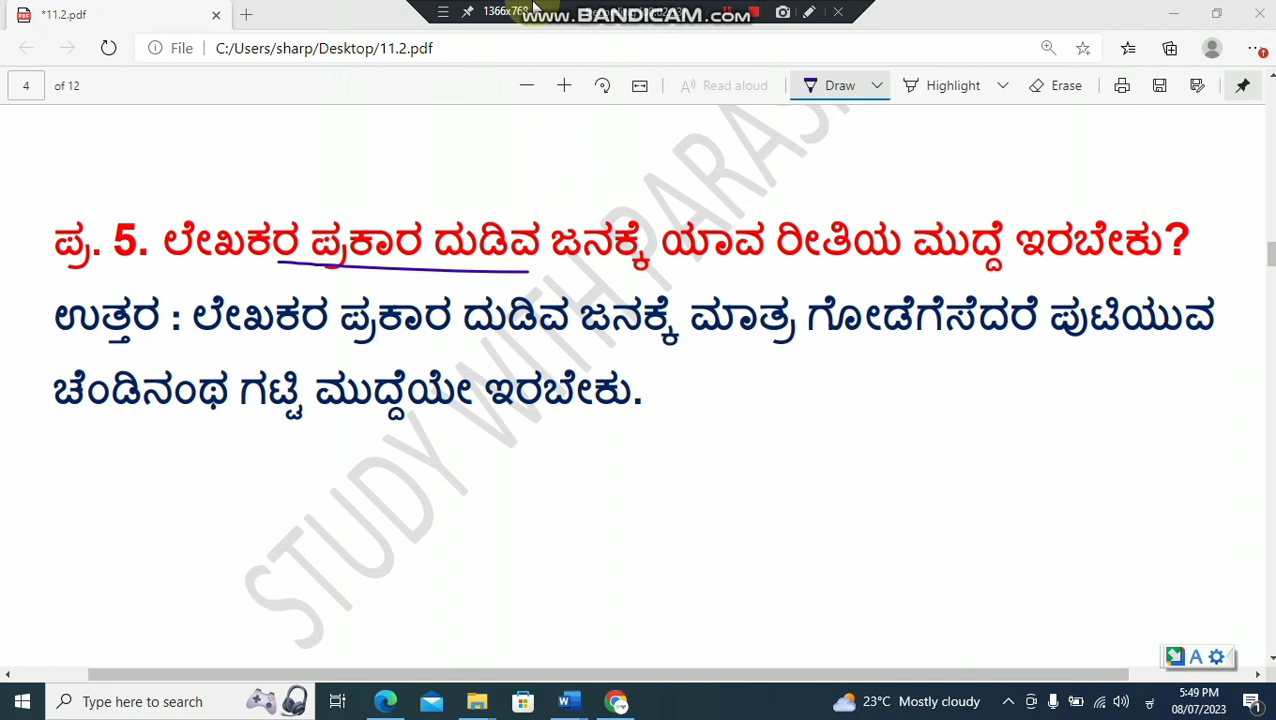 *11.2.pdf
1366x768
www.BANDICAM.com
File
C:/Users/sharp/Desktop/11.2.pdf
4 of 12
Read aloud
Draw
Highlight
Erase
ಪ್ರ. 5. ಲೇಖಕರ ಪ್ರಕಾರ ದುಡಿವ ಜನಕ್ಕೆ ಯಾವ ರೀತಿಯ ಮುದ್ದೆ ಇರಬೇಕು?
ಉತ್ತರ : ಲೇಖಕರ ಪ್ರಕಾರ ದುಡಿವ ಜನಕ್ಕೆ ಮಾತ್ರ ಗೋಡೆಗೆಸೆದರೆ ಪುಟಿಯುವ
ಚೆಂಡಿನಂಥ ಗಟ್ಟಿ ಮುದ್ದೆಯೇ ಇರಬೇಕು.
STUDY WITH
A
Type here to search
23°C Mostly cloudy
5:49 PM
08/07/2023